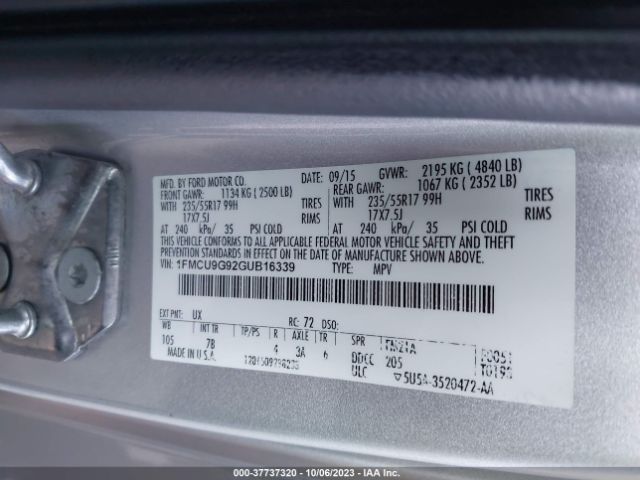 MFD. BY FORD MOTOR CO.
DATE: 09/15 GVWR: 2195 KG ( 4840 LB)
FRONT GAWR: 1134 KG ( 2500 LB) REAR GAWR: 1067 KG ( 2352 LB)
WITH 235/55R17 99H TIRES WITH 235/55R17 99H TIRES
17X7.5J RIMS 17X7.5J RIMS
AT 240 kPa/ 35 PSI COLD AT 240 kPa/ 35 PSI COLD
THIS VEHICLE CONFORMS TO ALL APPLICABLE FEDERAL MOTOR VEHICLE SAFETY AND THEFT
PREVENTION STANDARDS IN EFFECT ON THE DATE OF MANUFACTURE SHOWN ABOVE.
VIN: 1FMCU9G92GUB16339 TYPE: MPV
EXT PNT: UX RC: 72 DSO:
WB INT TR TP/PS R AXLE TR SPR
105 7B 4 3A 6
MADE IN U.S.A. DDCC 205
ULC 5U5A-3520472-AA
000-37737320 - 10/06/2023 - IAAI.com